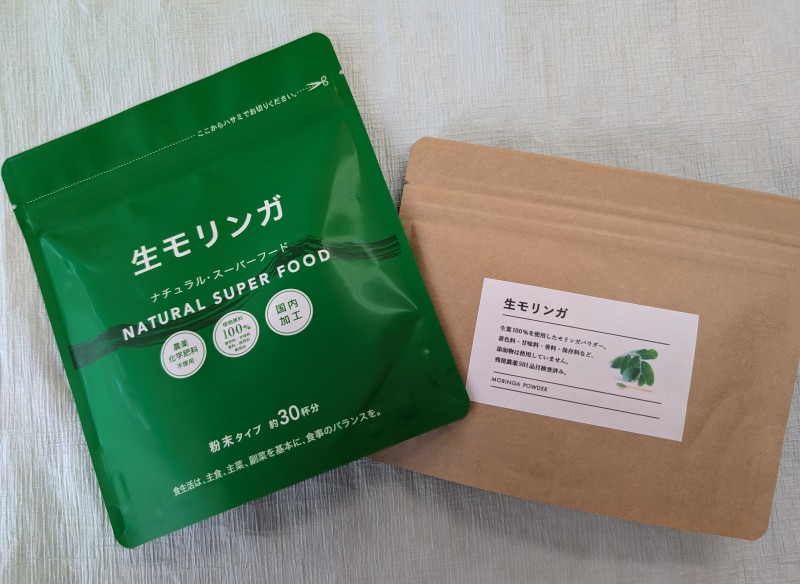 ここからハサミでお切りください。
生モリンガ
ナチュラル・スーパーフード
NATURAL SUPER FOOD
農薬
化学肥料
不使用
100%
国内
加工
粉末タイプ 約30杯分
食生活は、主食、主菜、副菜を基本に、食事のバランスを。
生モリンガ
生葉100%を使用したモリンガパウダー。
着色料・甘味料・香料・保存料など、
添加物は使用していません。
残留農薬501品目検査済み。
MORINGA POWDER